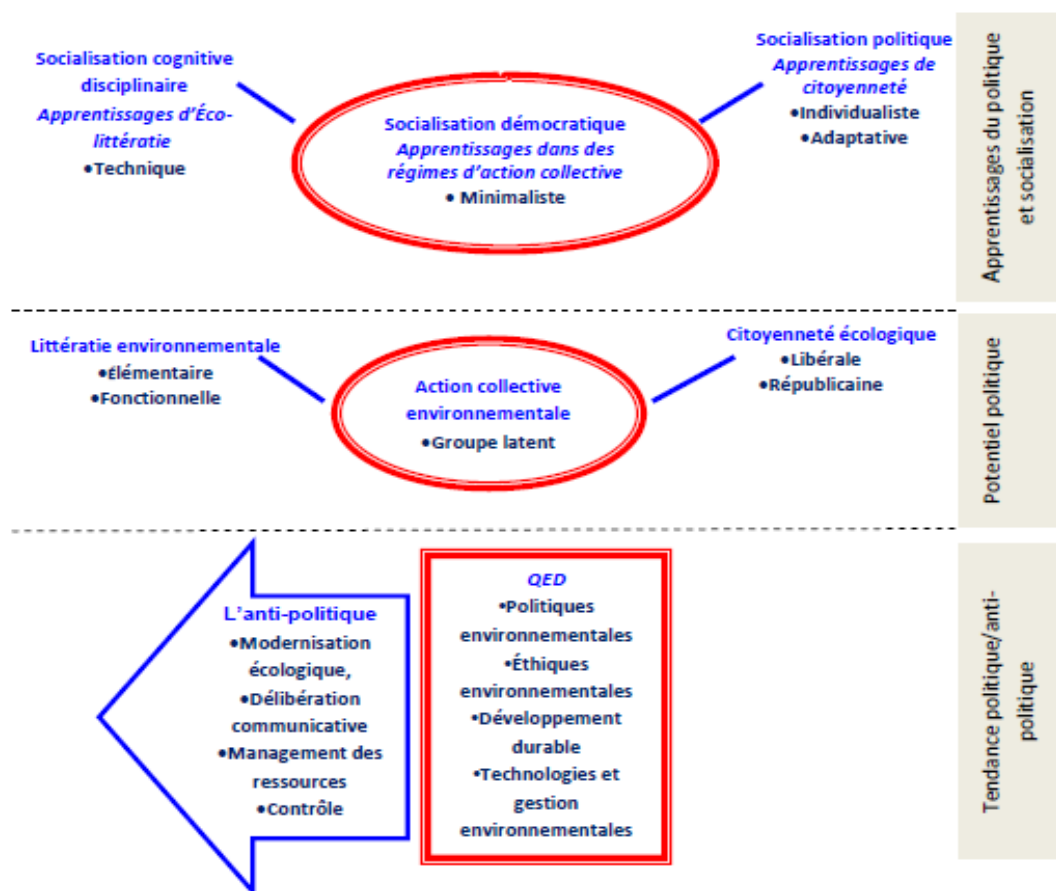 Socialisation cognitive
disciplinaire
Apprentissages d'Éco-
littératie
•Technique
Socialisation démocratique
Apprentissages dans des
régimes d'action collective
• Minimaliste
Socialisation politique
Apprentissages de
citoyenneté
•Individualiste
•Adaptative
Apprentissages du politique
et socialisation
Littératie environnementale
•Élémentaire
•Fonctionnelle
Action collective
environnementale
•Groupe latent
Citoyenneté écologique
•Libérale
•Républicaine
Potentiel politique
L'anti-politique
•Modernisation
écologique,
•Délibération
communicative
•Management des
ressources
•Contrôle
QED
•Politiques
environnementales
•Éthiques
environnementales
•Développement
durable
•Technologies et
gestion
environnementales
Tendance politique/anti-
politique